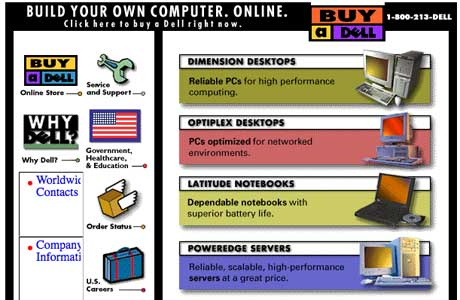 BUILD YOUR OWN COMPUTER. ONLINE.
Click here to buy a Dell right now.
BUY
a DELL
1-800-213-DELL
BUY
a DELL
Online Store
Service
and Support
WHY
DELL?
Why Dell?
Government,
Healthcare,
& Education
Order Status
U.S.
Careers
DIMENSION DESKTOPS
Reliable PCs for high performance
computing.
OPTIPLEX DESKTOPS
PCs optimized for networked
environments.
LATITUDE NOTEBOOKS
Dependable notebooks with
superior battery life.
POWEREDGE SERVERS
Reliable, scalable, high-performance
servers at a great price.
Contacts
Company